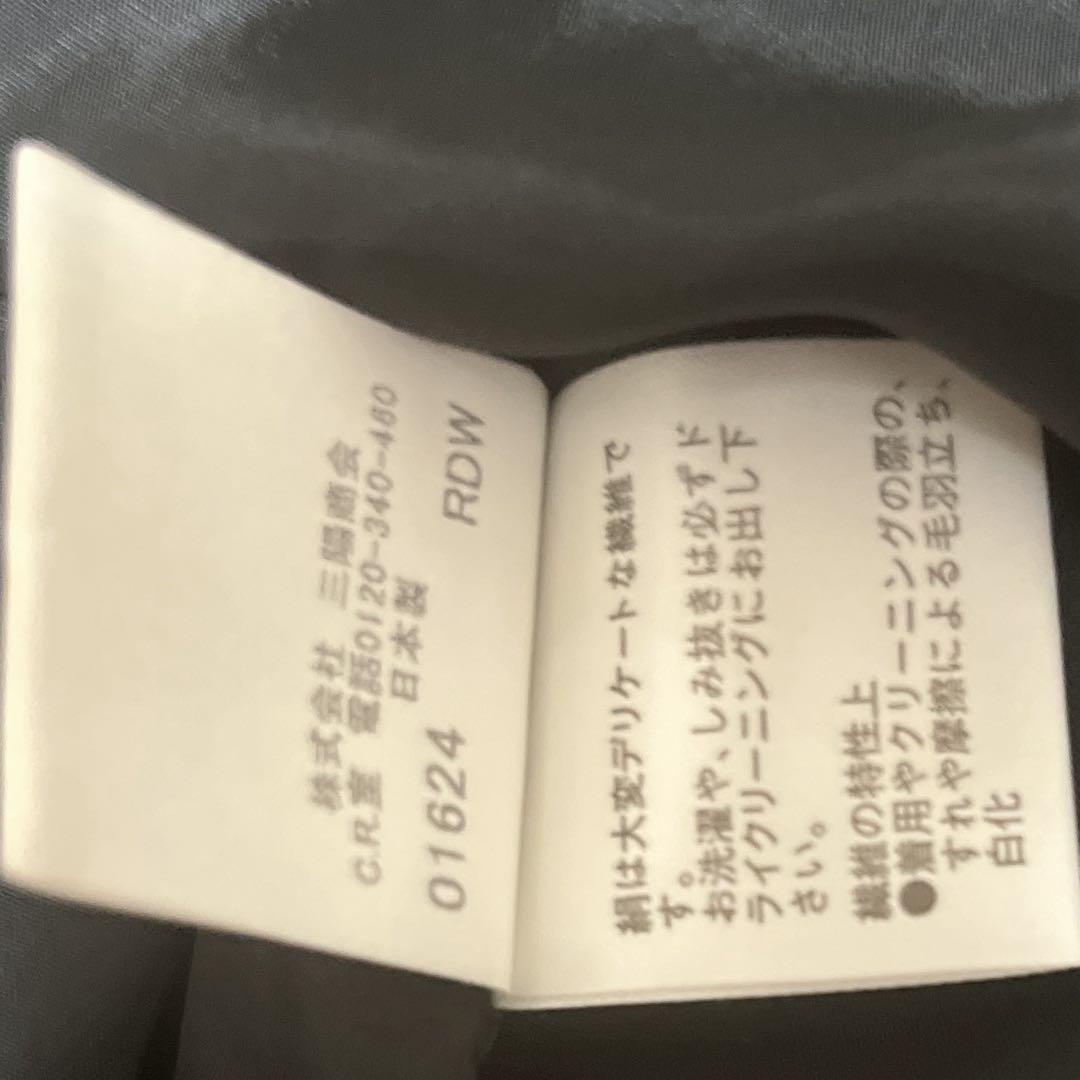 株式会社 三陽商会
C.R.室 電話0120-340-460
日本製
01624 RDW
絹は大変デリケートな繊維で
す。
お洗濯や、しみ抜きは必ずド
ライクリーニングにお出し下
さい。
繊維の特性上
●着用やクリーニングの際の、
すれや摩擦による毛羽立ち、
白化